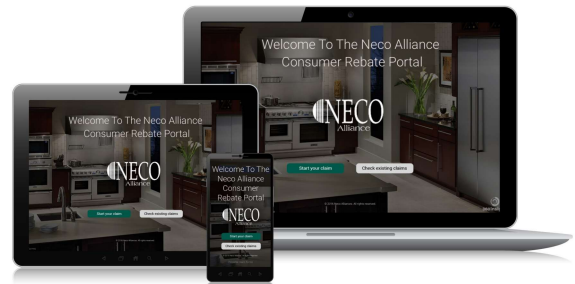 Welcome To The Neco Alliance
Consumer Rebate Portal
NECO
Alliance
Start your claim
Check existing claims
Welcome To The Neco Alliance
Consumer Rebate Portal
NECO
Alliance
Start your claim
Check existing claims
Welcome To The
Neco Alliance
Consumer
Rebate Portal
NECO
Alliance
Start your claim
Check existing claims